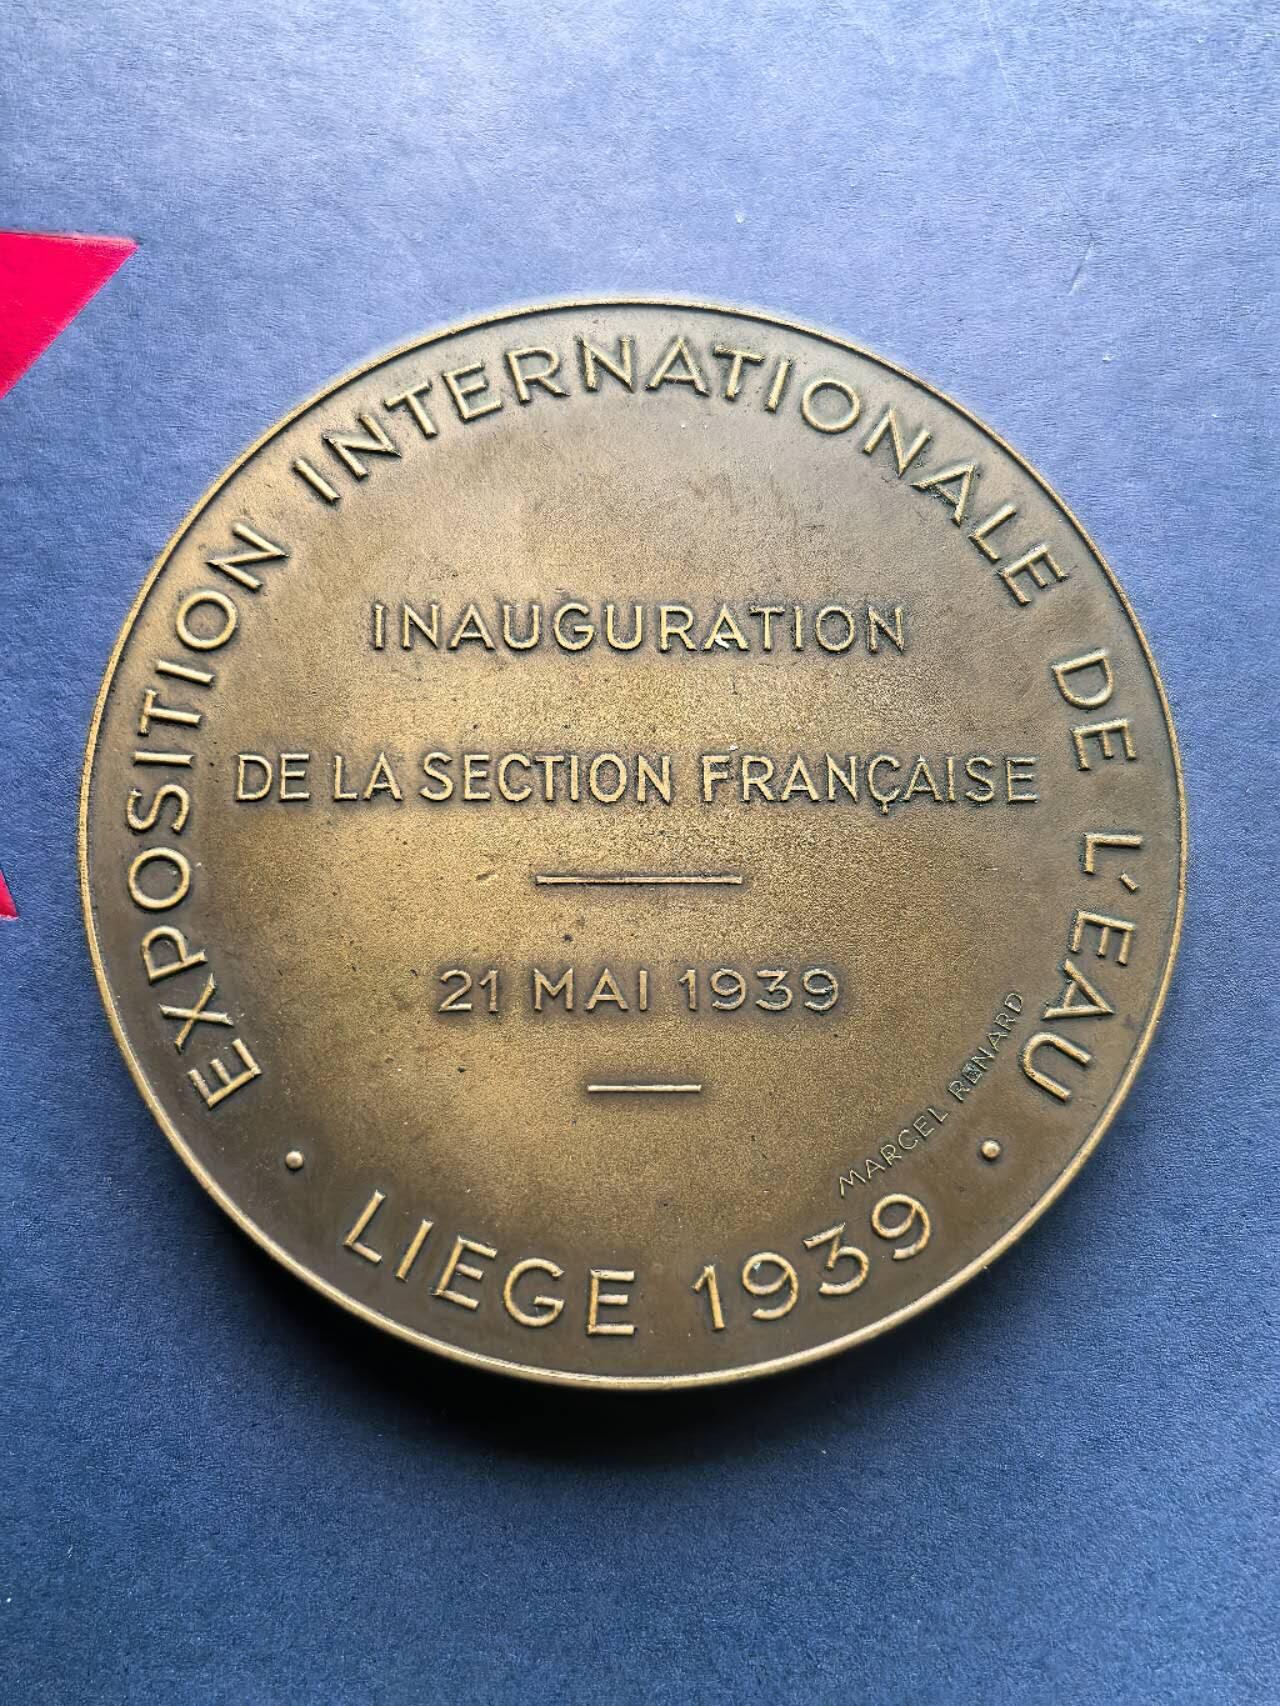 EXPOSITION INTERNATIONALE DE L'EAU
INAUGURATION
DE LA SECTION FRANÇAISE
21 MAI 1939
MARCEL RENARD
• LIEGE 1939 •